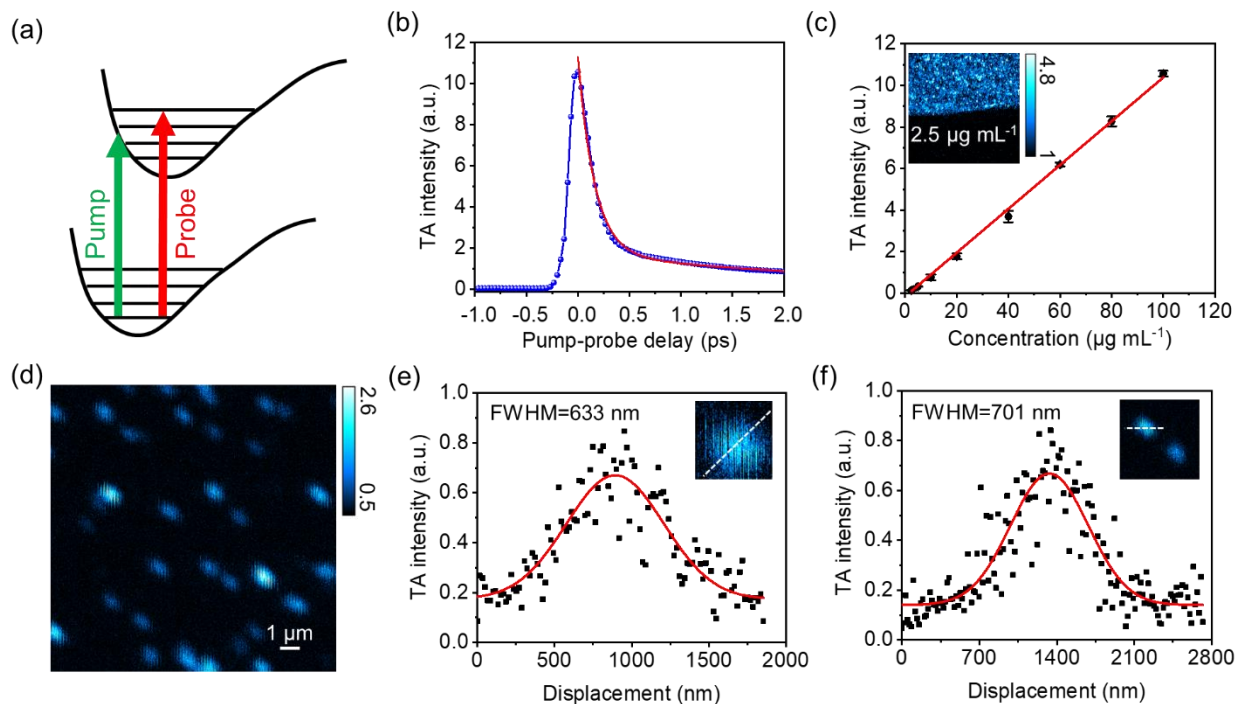 (a)
Pump
Probe
(b)
TA intensity (a.u.)
12
10
8
6
4
2
0
-1.0 -0.5 0.0 0.5 1.0 1.5 2.0
Pump-probe delay (ps)
(c)
TA intensity (a.u.)
12
10
8
6
4
2
0
4.8
1
2.5 µg mL⁻¹
0 20 40 60 80 100 120
Concentration (µg mL⁻¹)
(d)
2.6
0.5
1 µm
(e)
TA intensity (a.u.)
1.0
0.8
0.6
0.4
0.2
0.0
FWHM=633 nm
0 500 1000 1500 2000
Displacement (nm)
(f)
TA intensity (a.u.)
1.0
0.8
0.6
0.4
0.2
0.0
FWHM=701 nm
0 700 1400 2100 2800
Displacement (nm)